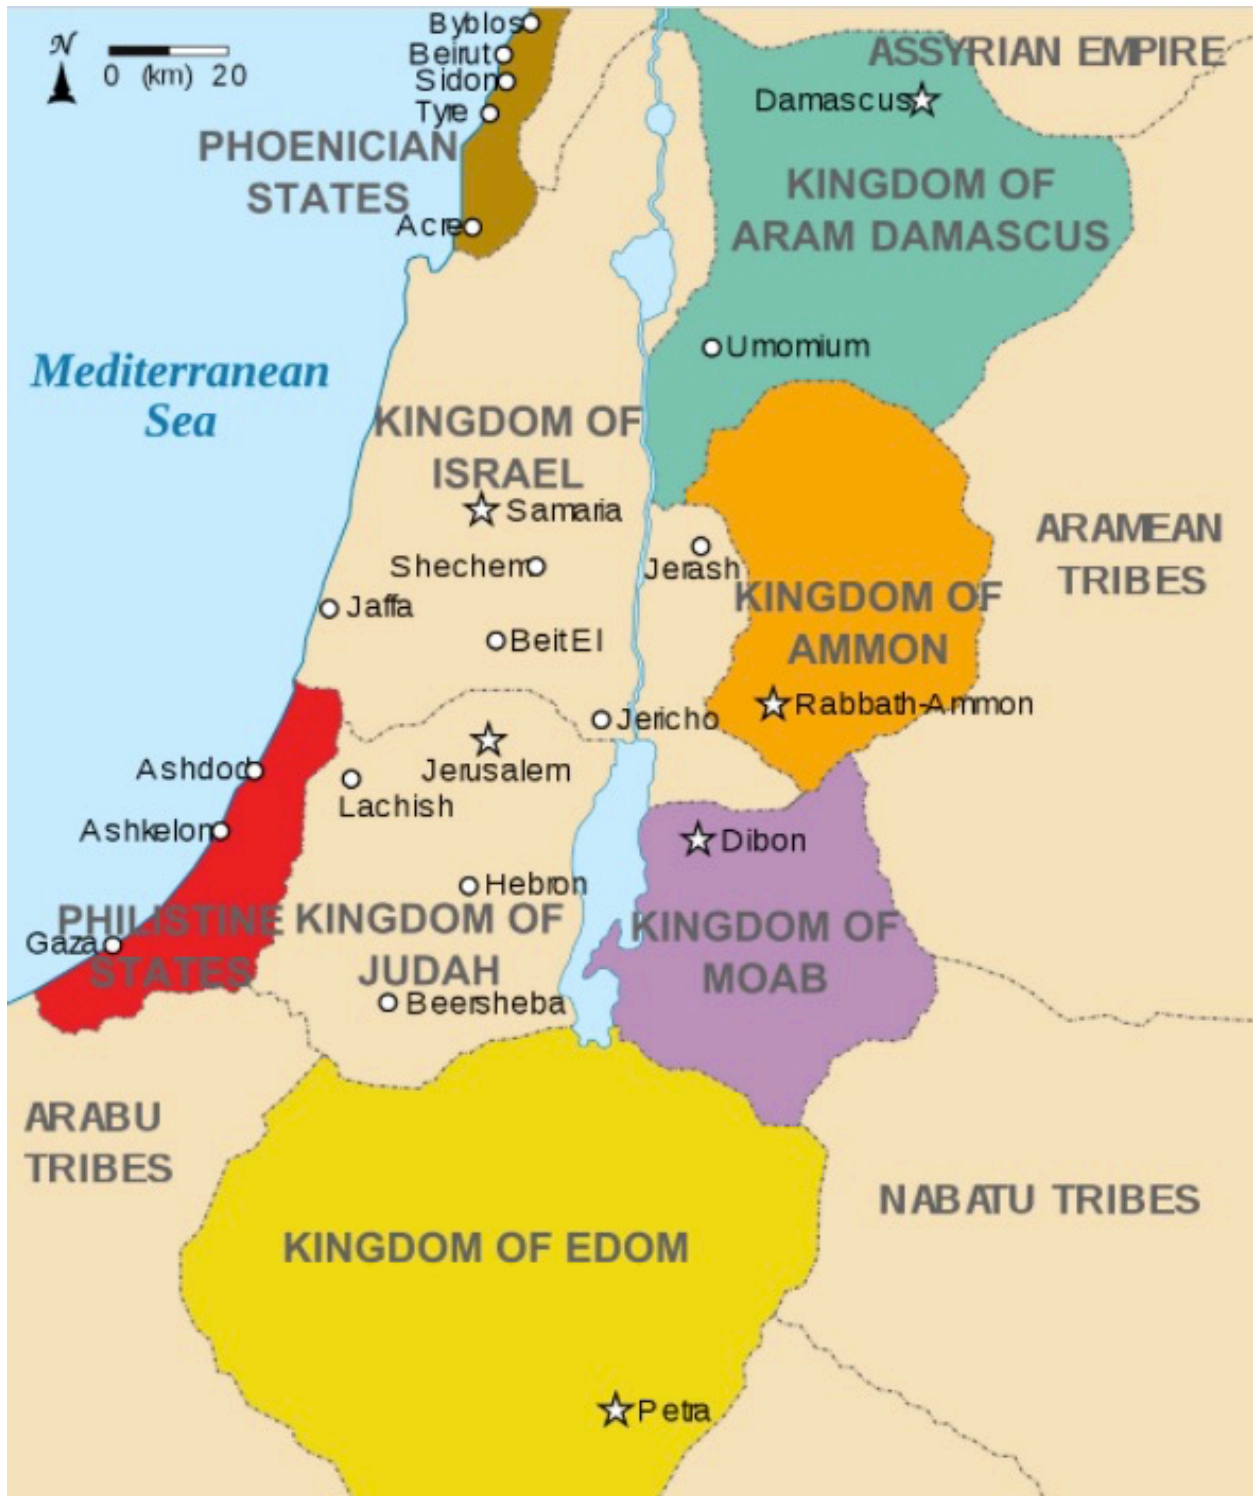 N
0 (km) 20
Byblos
Beirut
Sidon
Tyre
PHOENICIAN
STATES
Acre
ASSYRIAN EMPIRE
Damascus
KINGDOM OF
ARAM DAMASCUS
Umomium
Mediterranean
Sea
KINGDOM OF
ISRAEL
Samaria
Shechem
Jerash
Jaffa
Beit El
ARAMEAN
TRIBES
KINGDOM OF
AMMON
Rabbath-Ammon
Jericho
Jerusalem
Ashdod
Lachish
Ashkelon
Dibon
Hebron
PHILISTINE
STATES
Gaza
KINGDOM OF
JUDAH
Beersheba
KINGDOM OF
MOAB
ARABU
TRIBES
NABATU TRIBES
KINGDOM OF EDOM
Petra